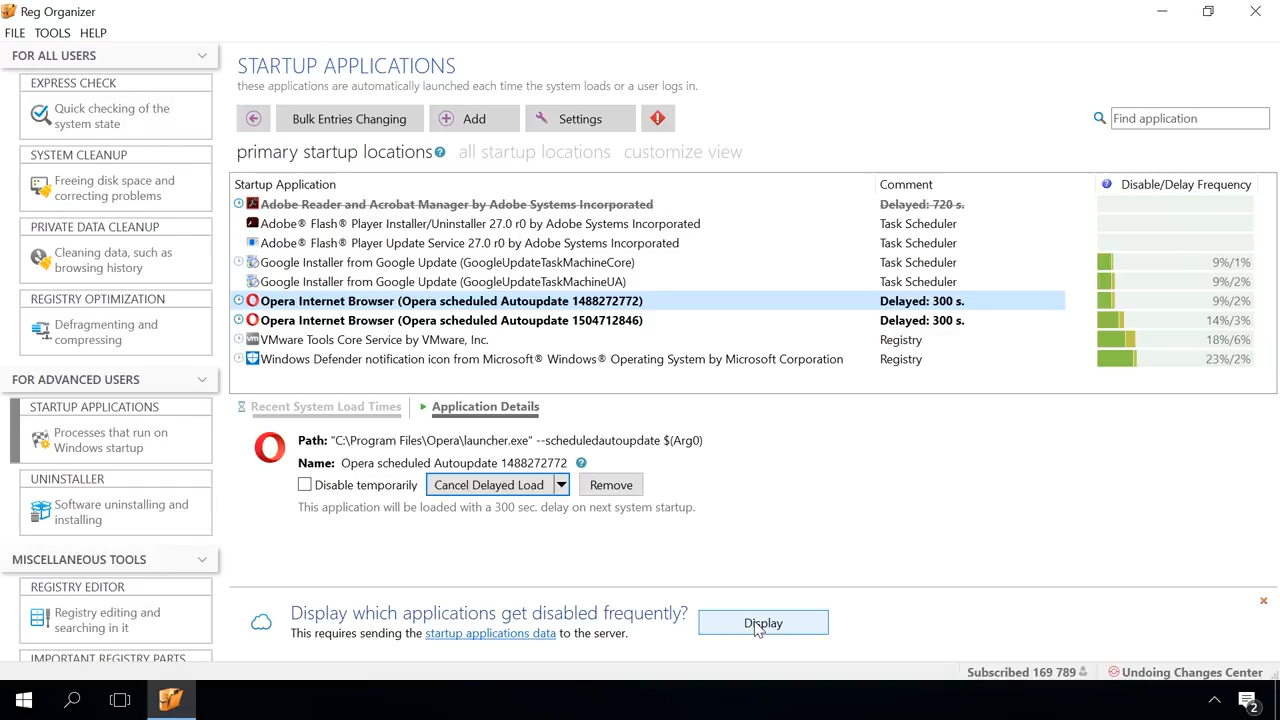 Reg Organizer
FILE TOOLS HELP
FOR ALL USERS
EXPRESS CHECK
Quick checking of the
system state
SYSTEM CLEANUP
Freeing disk space and
correcting problems
PRIVATE DATA CLEANUP
Cleaning data, such as
browsing history
REGISTRY OPTIMIZATION
Defragmenting and
compressing
FOR ADVANCED USERS
STARTUP APPLICATIONS
Processes that run on
Windows startup
UNINSTALLER
Software uninstalling and
installing
MISCELLANEOUS TOOLS
REGISTRY EDITOR
Registry editing and
searching in it
IMPORTANT REGISTRY PARTS
STARTUP APPLICATIONS
these applications are automatically launched each time the system loads or a user logs in.
Bulk Entries Changing Add Settings Find application
primary startup locations all startup locations customize view
Startup Application Comment Disable/Delay Frequency
Adobe Reader and Acrobat Manager by Adobe Systems Incorporated Delayed: 720 s.
Adobe® Flash® Player Installer/Uninstaller 27.0 r0 by Adobe Systems Incorporated Task Scheduler
Adobe® Flash® Player Update Service 27.0 r0 by Adobe Systems Incorporated Task Scheduler
Google Installer from Google Update (GoogleUpdateTaskMachineCore) Task Scheduler 9%/1%
Google Installer from Google Update (GoogleUpdateTaskMachineUA) Task Scheduler 9%/2%
Opera Internet Browser (Opera scheduled Autoupdate 1488272772) Delayed: 300 s. 9%/2%
Opera Internet Browser (Opera scheduled Autoupdate 1504712846) Delayed: 300 s. 14%/3%
vm VMware Tools Core Service by VMware, Inc. Registry 18%/6%
Windows Defender notification icon from Microsoft® Windows® Operating System by Microsoft Corporation Registry 23%/2%
Recent System Load Times Application Details
Path: "C:\Program Files\Opera\launcher.exe" --scheduledautoupdate $(Arg0)
Name: Opera scheduled Autoupdate 1488272772
Disable temporarily Cancel Delayed Load Remove
This application will be loaded with a 300 sec. delay on next system startup.
Display which applications get disabled frequently?
This requires sending the startup applications data to the server.
Display
Subscribed 169 789 Undoing Changes Center
2